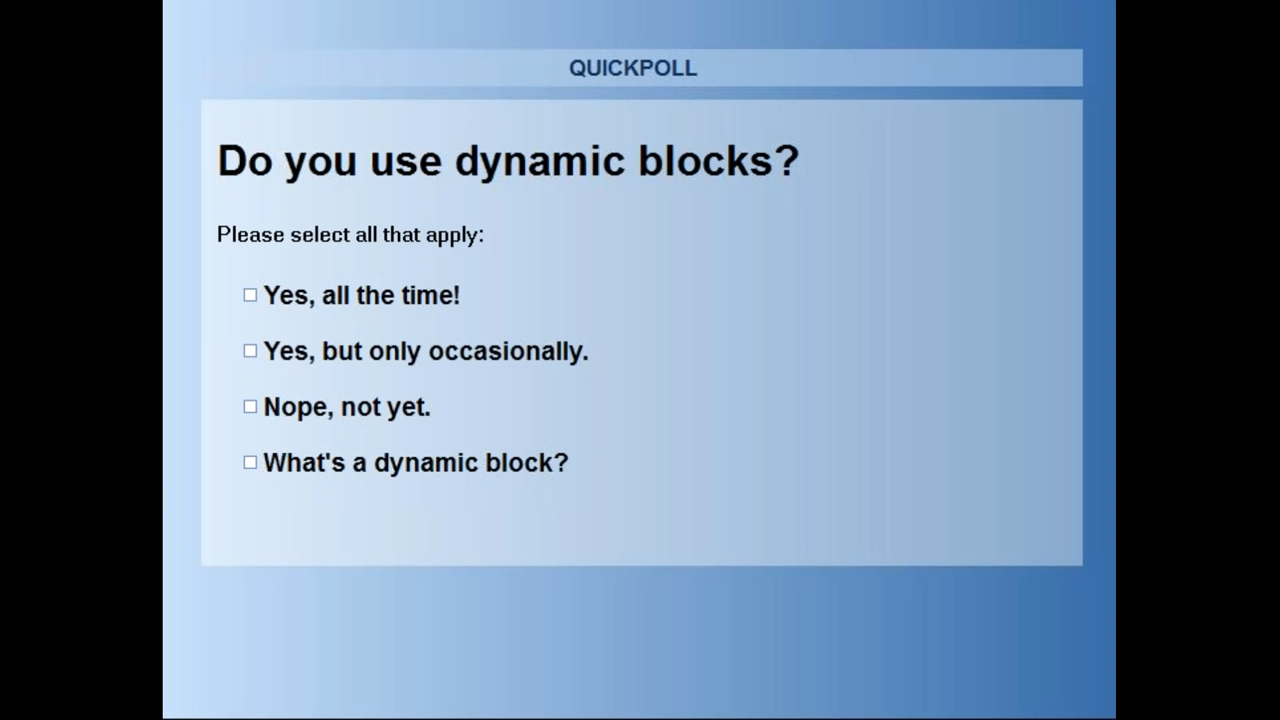 QUICKPOLL
Do you use dynamic blocks?
Please select all that apply:
Yes, all the time!
Yes, but only occasionally.
Nope, not yet.
What's a dynamic block?